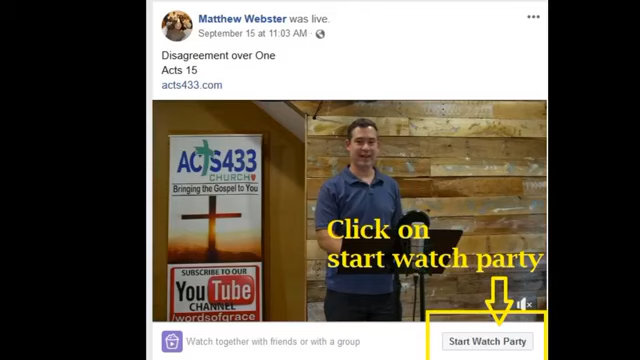 Matthew Webster was live.
September 15 at 11:03 AM ·
Disagreement over One
Acts 15
acts433.com
ACTS433
CHURCH
Bringing the Gospel to You
SUBSCRIBE TO OUR
YouTube
CHANNEL
/wordsofgrace
Click on
start watch party
Watch together with friends or with a group
Start Watch Party